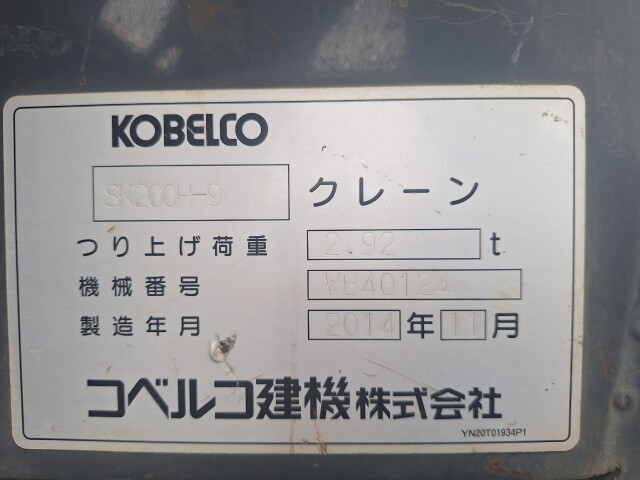 KOBELCO
SK200H-9 クレーン
つり上げ荷重 2.92 t
機械番号 WB40124
製造年月 2014 年 11 月
コベルコ建機株式会社
YN20T01934P1